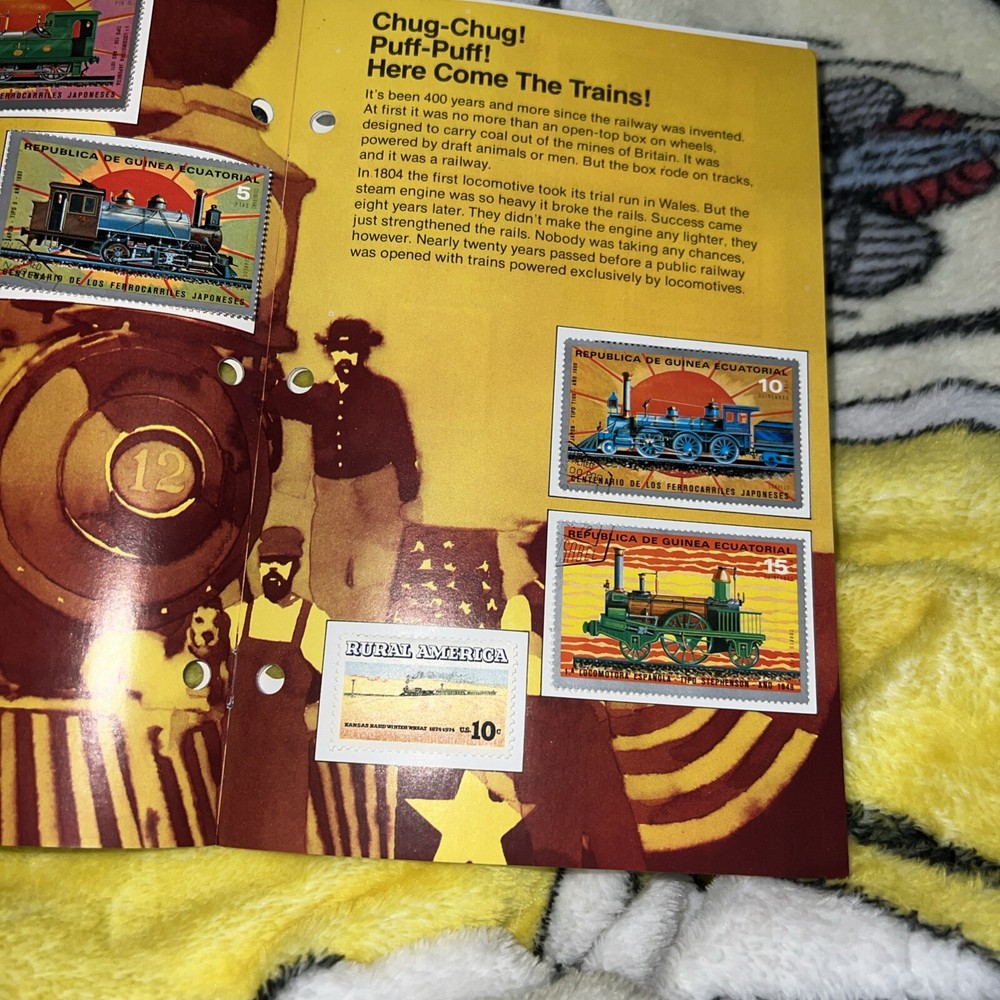 FERROCARRILES JAPONESES
REPUBLICA DE GUINEA ECUATORIAL
5
CENTENARIO DE LOS FERROCARRILES JAPONESES
12
Chug-Chug!
Puff-Puff!
Here Come The Trains!
It's been 400 years and more since the railway was invented.
At first it was no more than an open-top box on wheels,
designed to carry coal out of the mines of Britain. It was
powered by draft animals or men. But the box rode on tracks,
and it was a railway.
In 1804 the first locomotive took its trial run in Wales. But the
steam engine was so heavy it broke the rails. Success came
eight years later. They didn't make the engine any lighter, they
just strengthened the rails. Nobody was taking any chances,
however. Nearly twenty years passed before a public railway
was opened with trains powered exclusively by locomotives.
REPUBLICA DE GUINEA ECUATORIAL
10
CENTENARIO DE LOS FERROCARRILES JAPONESES
REPUBLICA DE GUINEA ECUATORIAL
15
LA LOCOMOTORA ESPAÑOLA TIPO STEPHENSON - AÑO 1848
RURAL AMERICA
KANSAS HARD WINTER WHEAT 1874-1974 U.S. 10c